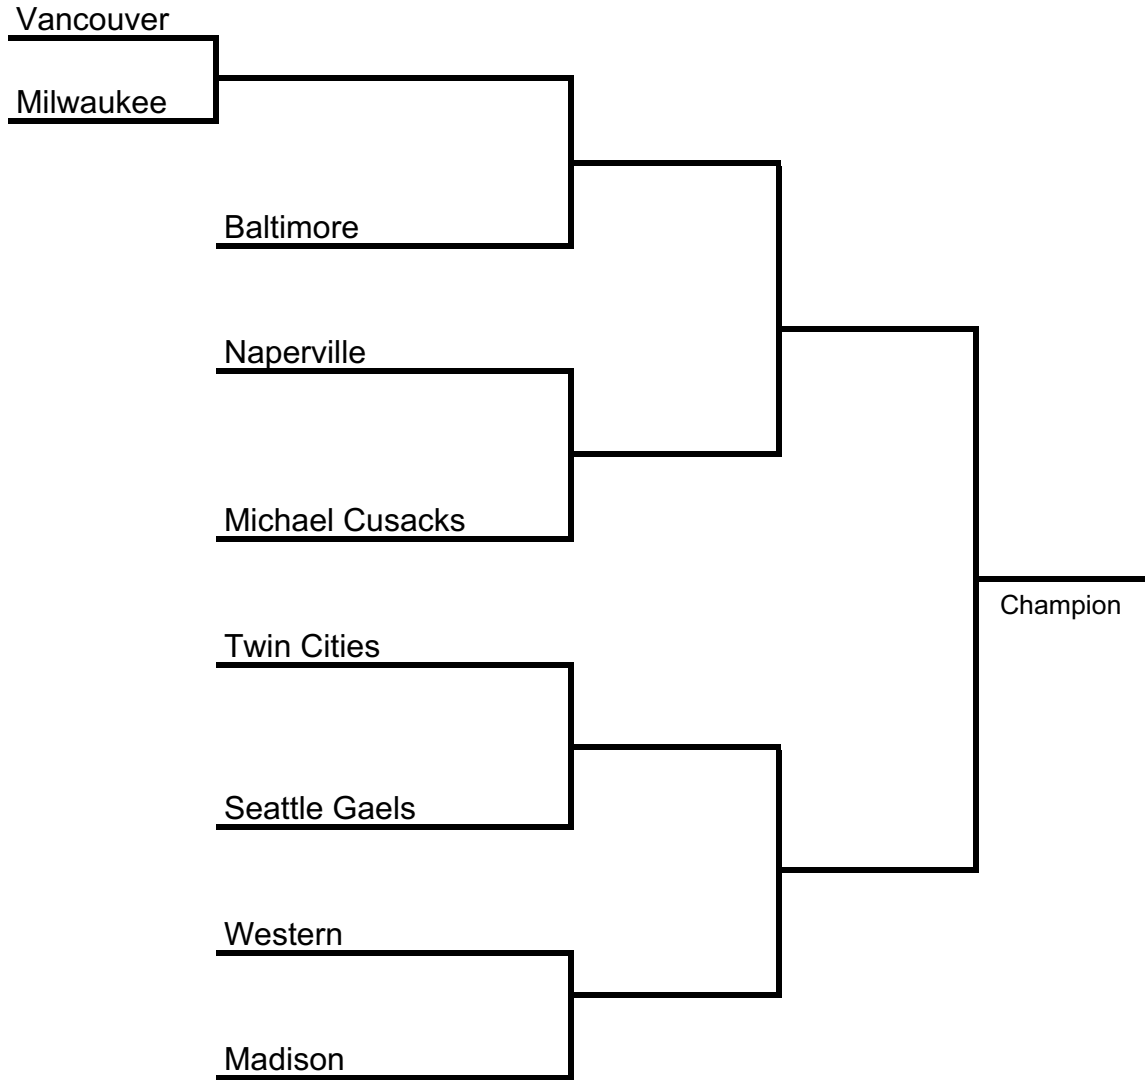 Vancouver
Milwaukee
Baltimore
Naperville
Michael Cusacks
Champion
Twin Cities
Seattle Gaels
Western
Madison